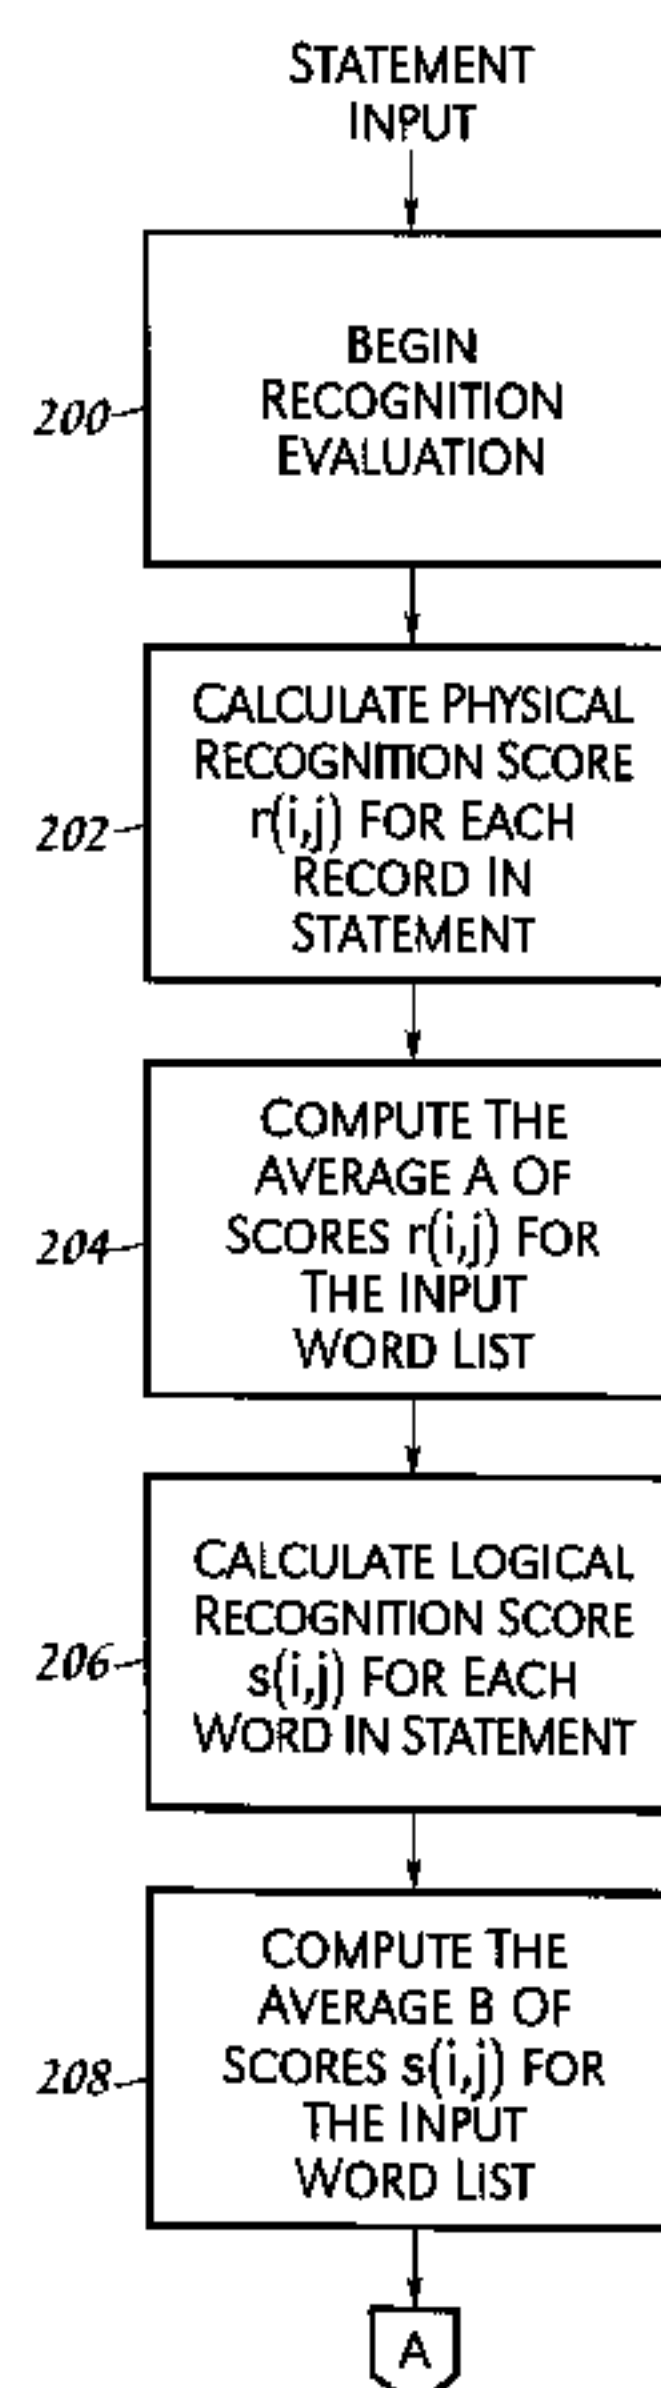 STATEMENT
INPUT
BEGIN
RECOGNITION
EVALUATION
200
CALCULATE PHYSICAL
RECOGNITION SCORE
r(i,j) FOR EACH
RECORD IN
STATEMENT
202
COMPUTE THE
AVERAGE A OF
SCORES r(i,j) FOR
THE INPUT
WORD LIST
204
CALCULATE LOGICAL
RECOGNITION SCORE
s(i,j) FOR EACH
WORD IN STATEMENT
206
COMPUTE THE
AVERAGE B OF
SCORES s(i,j) FOR
THE INPUT
WORD LIST
208
A